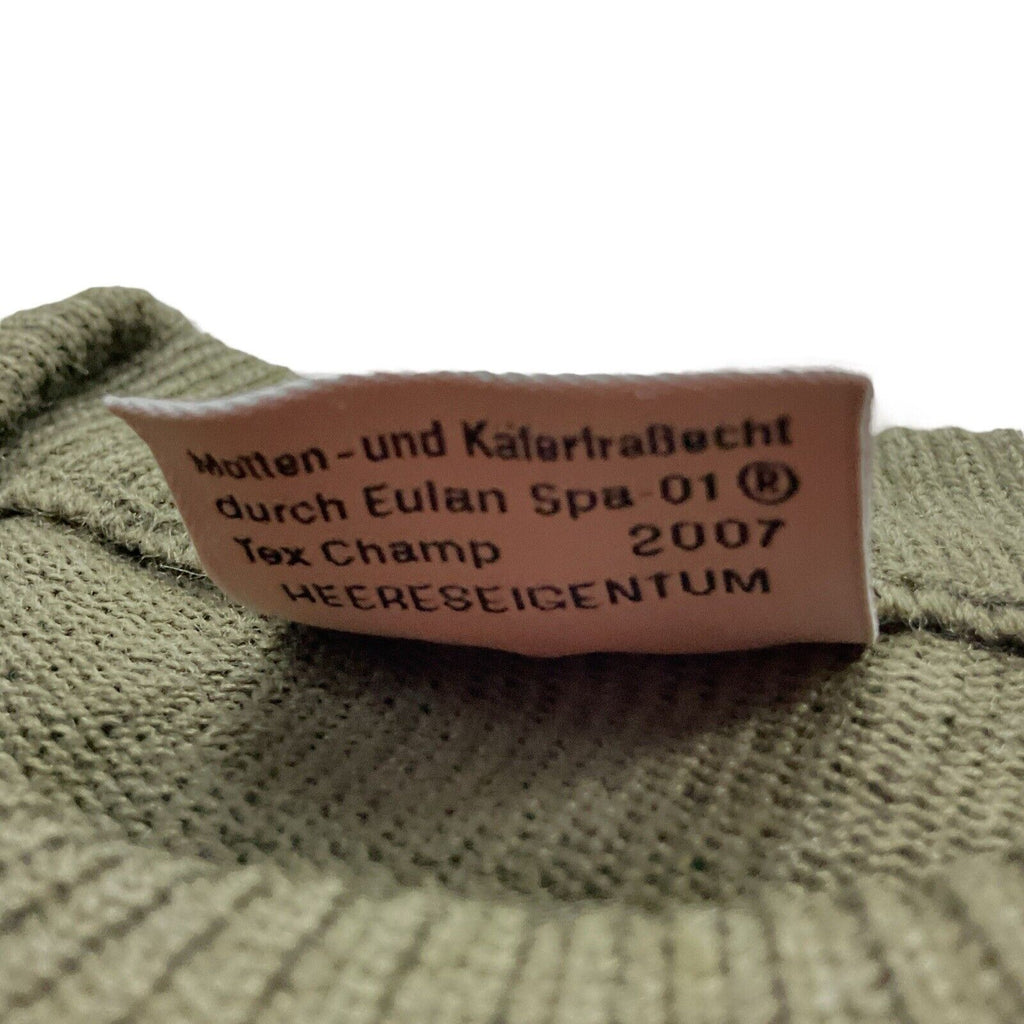 Motten-und Käferfraßecht
durch Eulan Spa-01 ®
Tex Champ 2007
HEERESEIGENTUM